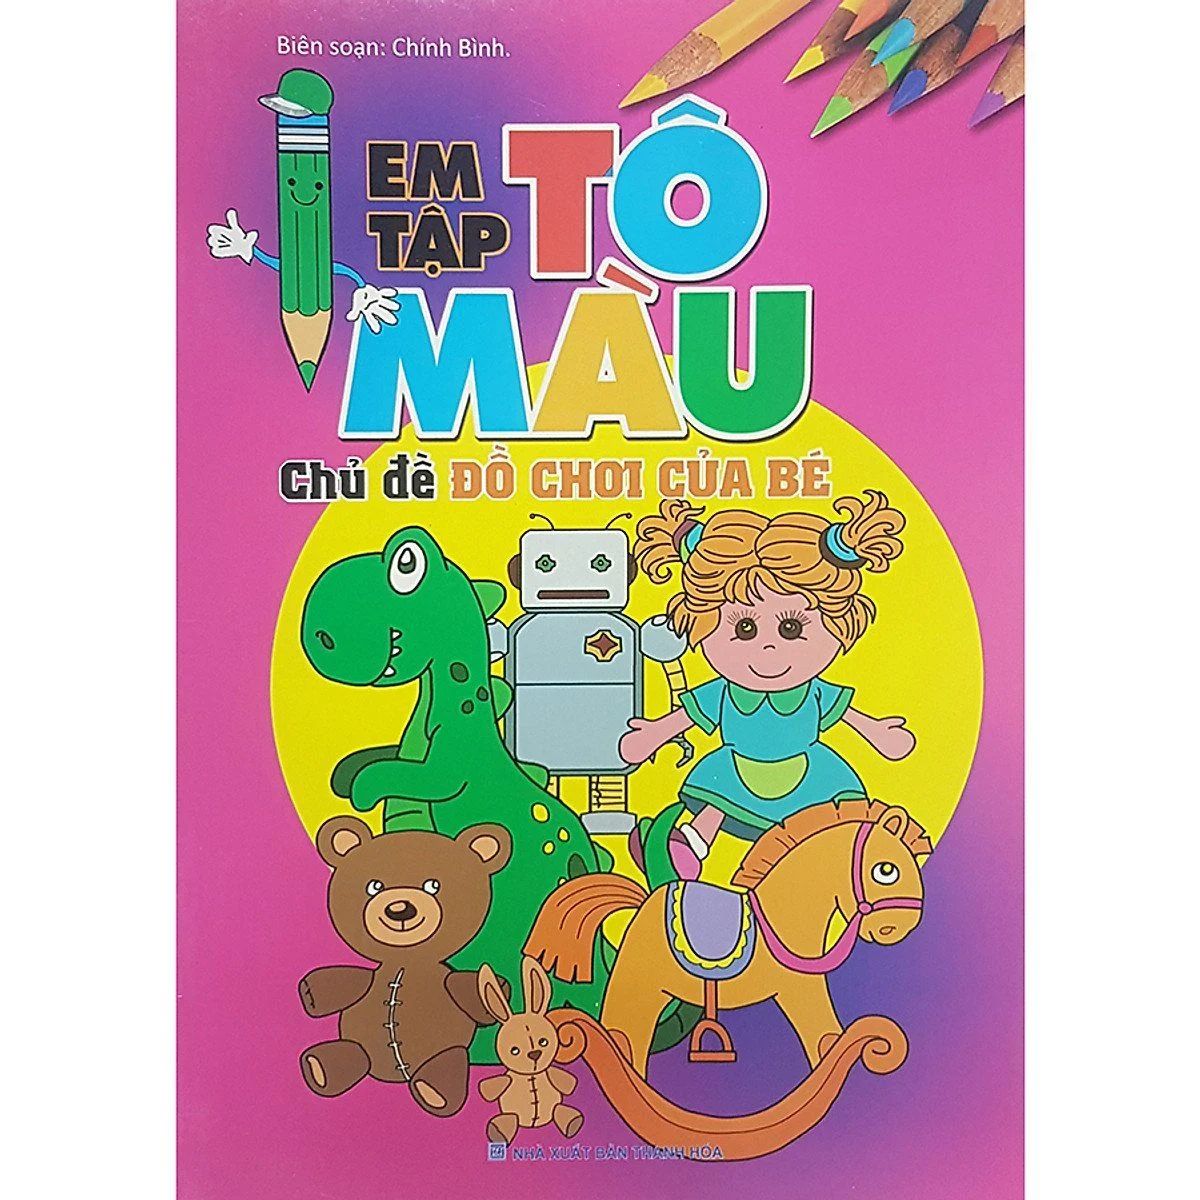 Biên soạn: Chính Bình.
EM TẬP
TÔ
MÀU
Chủ đề ĐỒ CHƠI CỦA BÉ
NHÀ XUẤT BẢN THANH HÓA